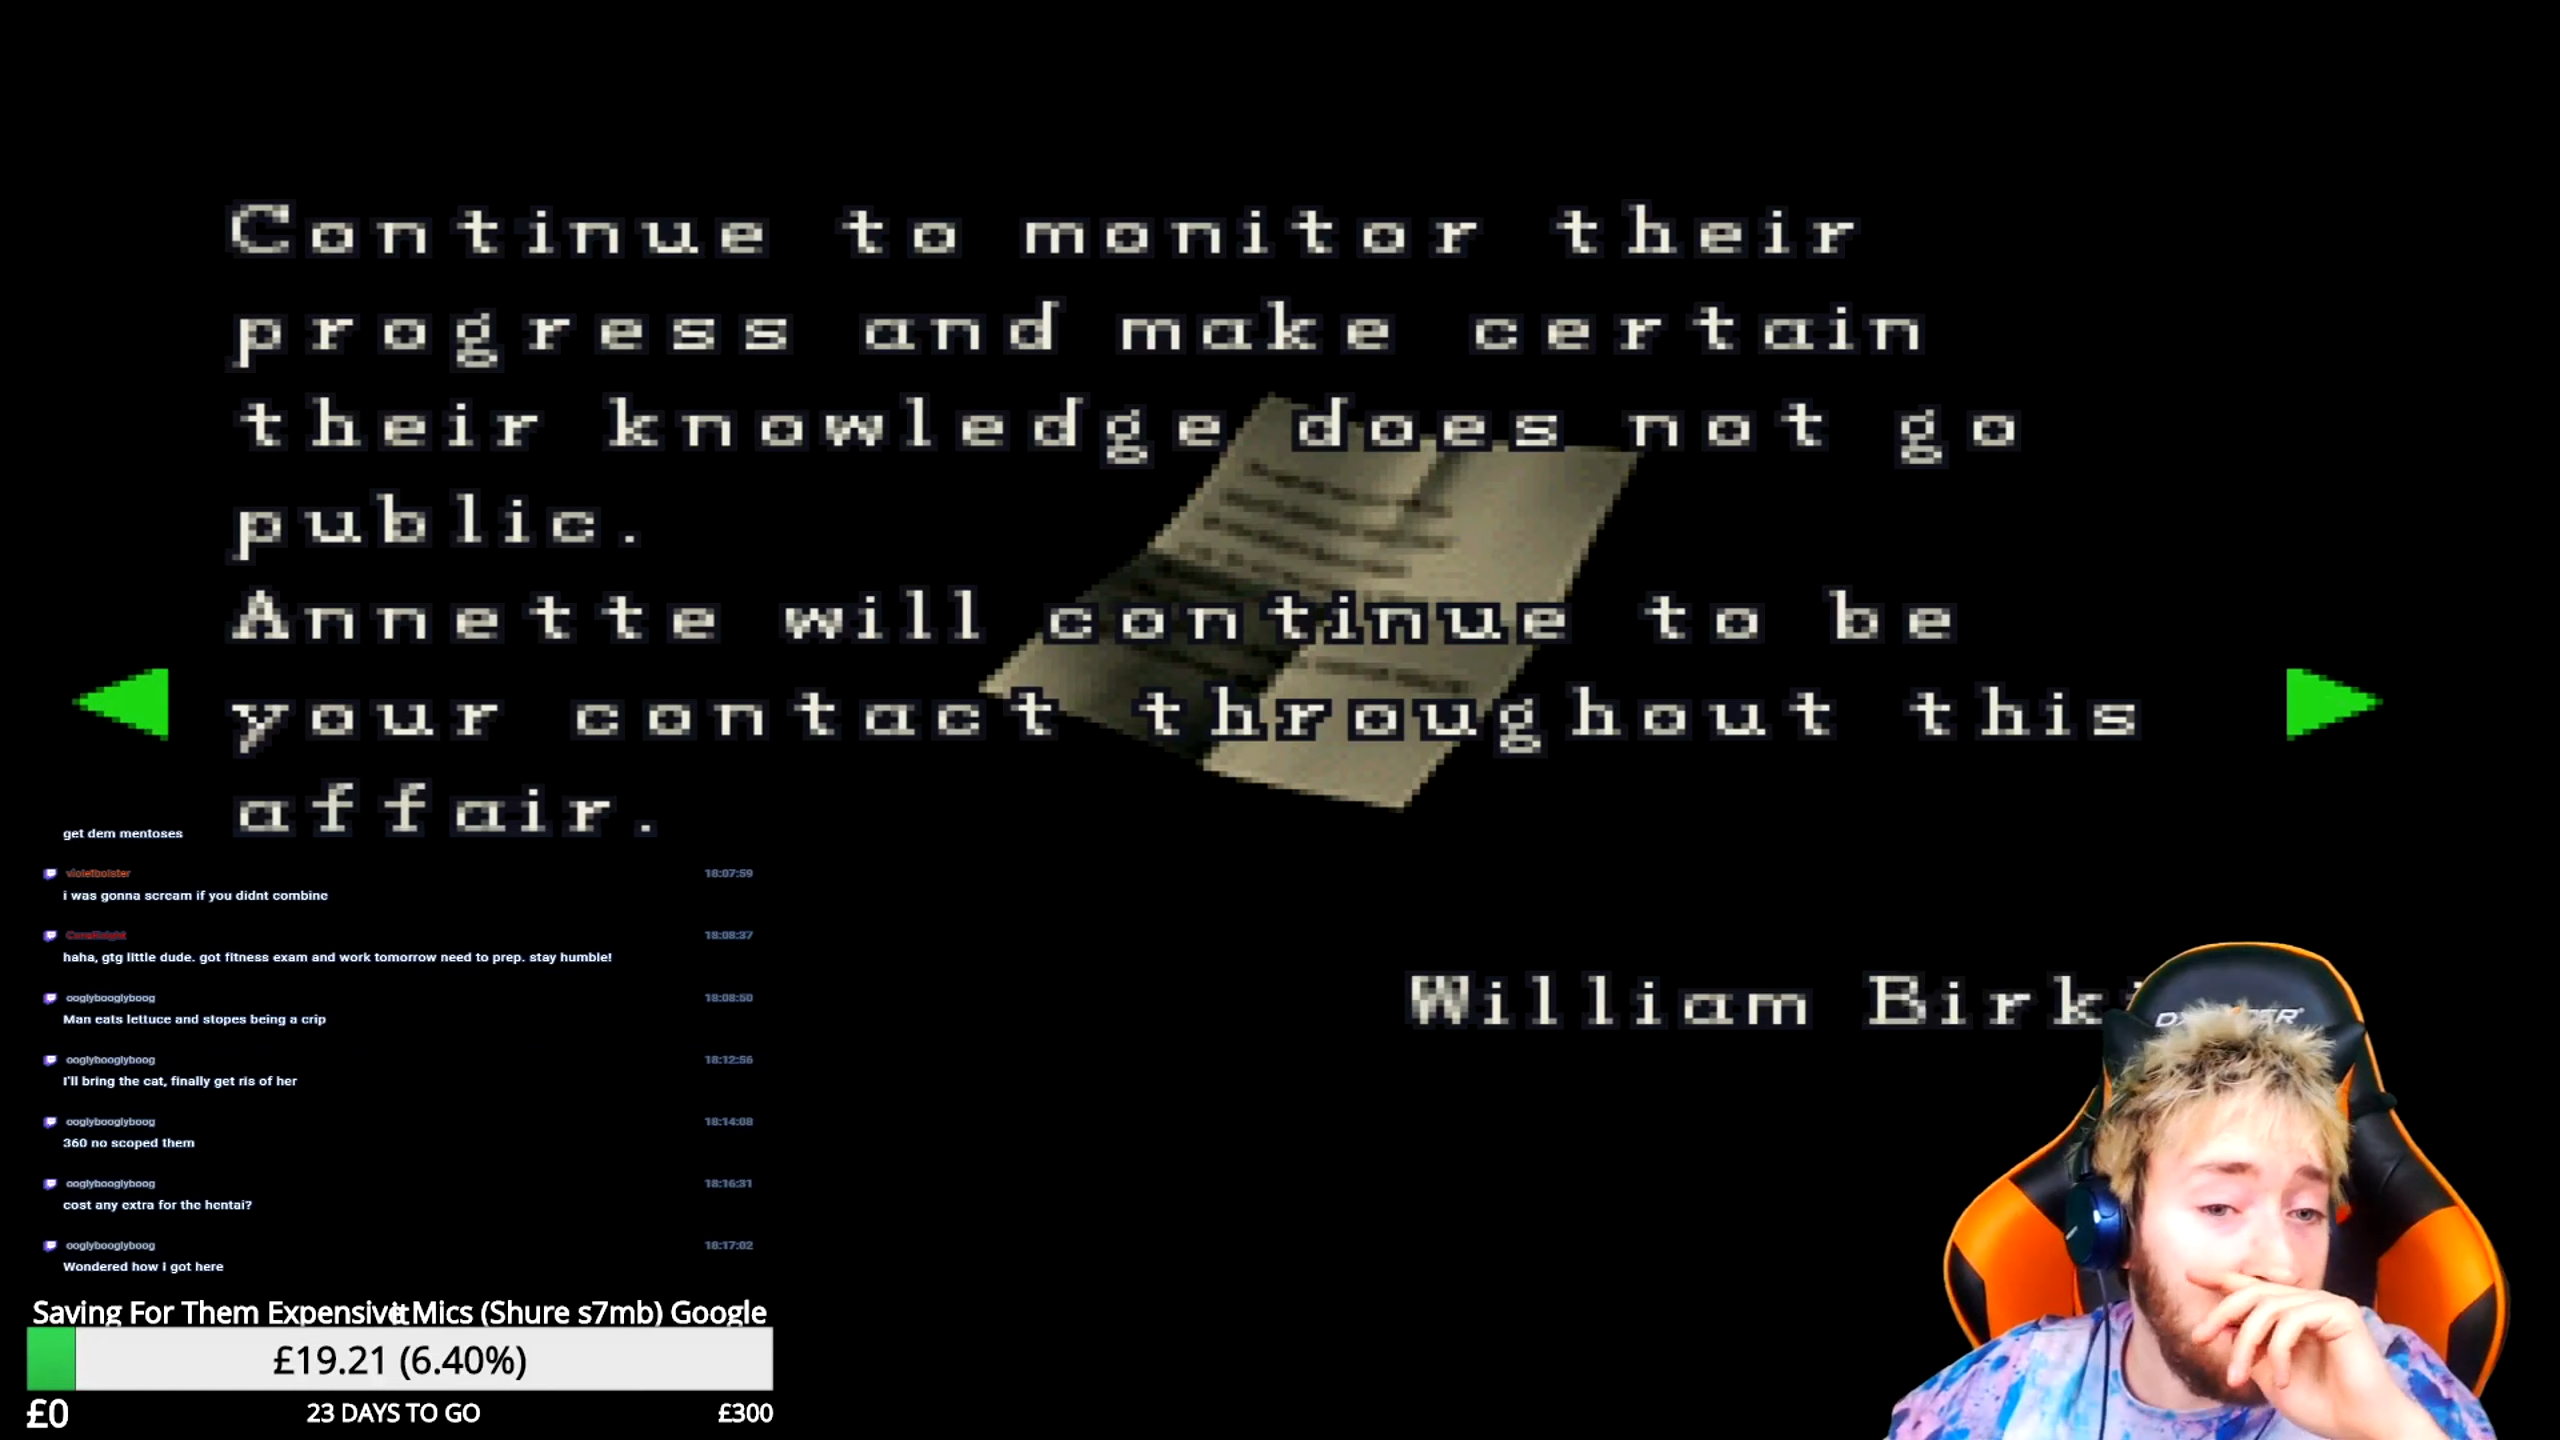 Continue to monitor their
progress and make certain
their knowledge does not go
public.
Annette will continue to be
your contact throughout this
affair.
William Birki
get dem mentoses
violetbolster 18:07:59
i was gonna scream if you didnt combine
18:08:37
haha, gtg little dude. got fitness exam and work tomorrow need to prep. stay humble!
ooglybooglyboog 18:08:50
Man eats lettuce and stopes being a crip
ooglybooglyboog 18:12:56
I'll bring the cat, finally get ris of her
ooglybooglyboog 18:14:08
360 no scoped them
ooglybooglyboog 18:16:31
cost any extra for the hentai?
ooglybooglyboog 18:17:02
Wondered how i got here
Saving For Them Expensive Mics (Shure s7mb) Google
£19.21 (6.40%)
£0 23 DAYS TO GO £300